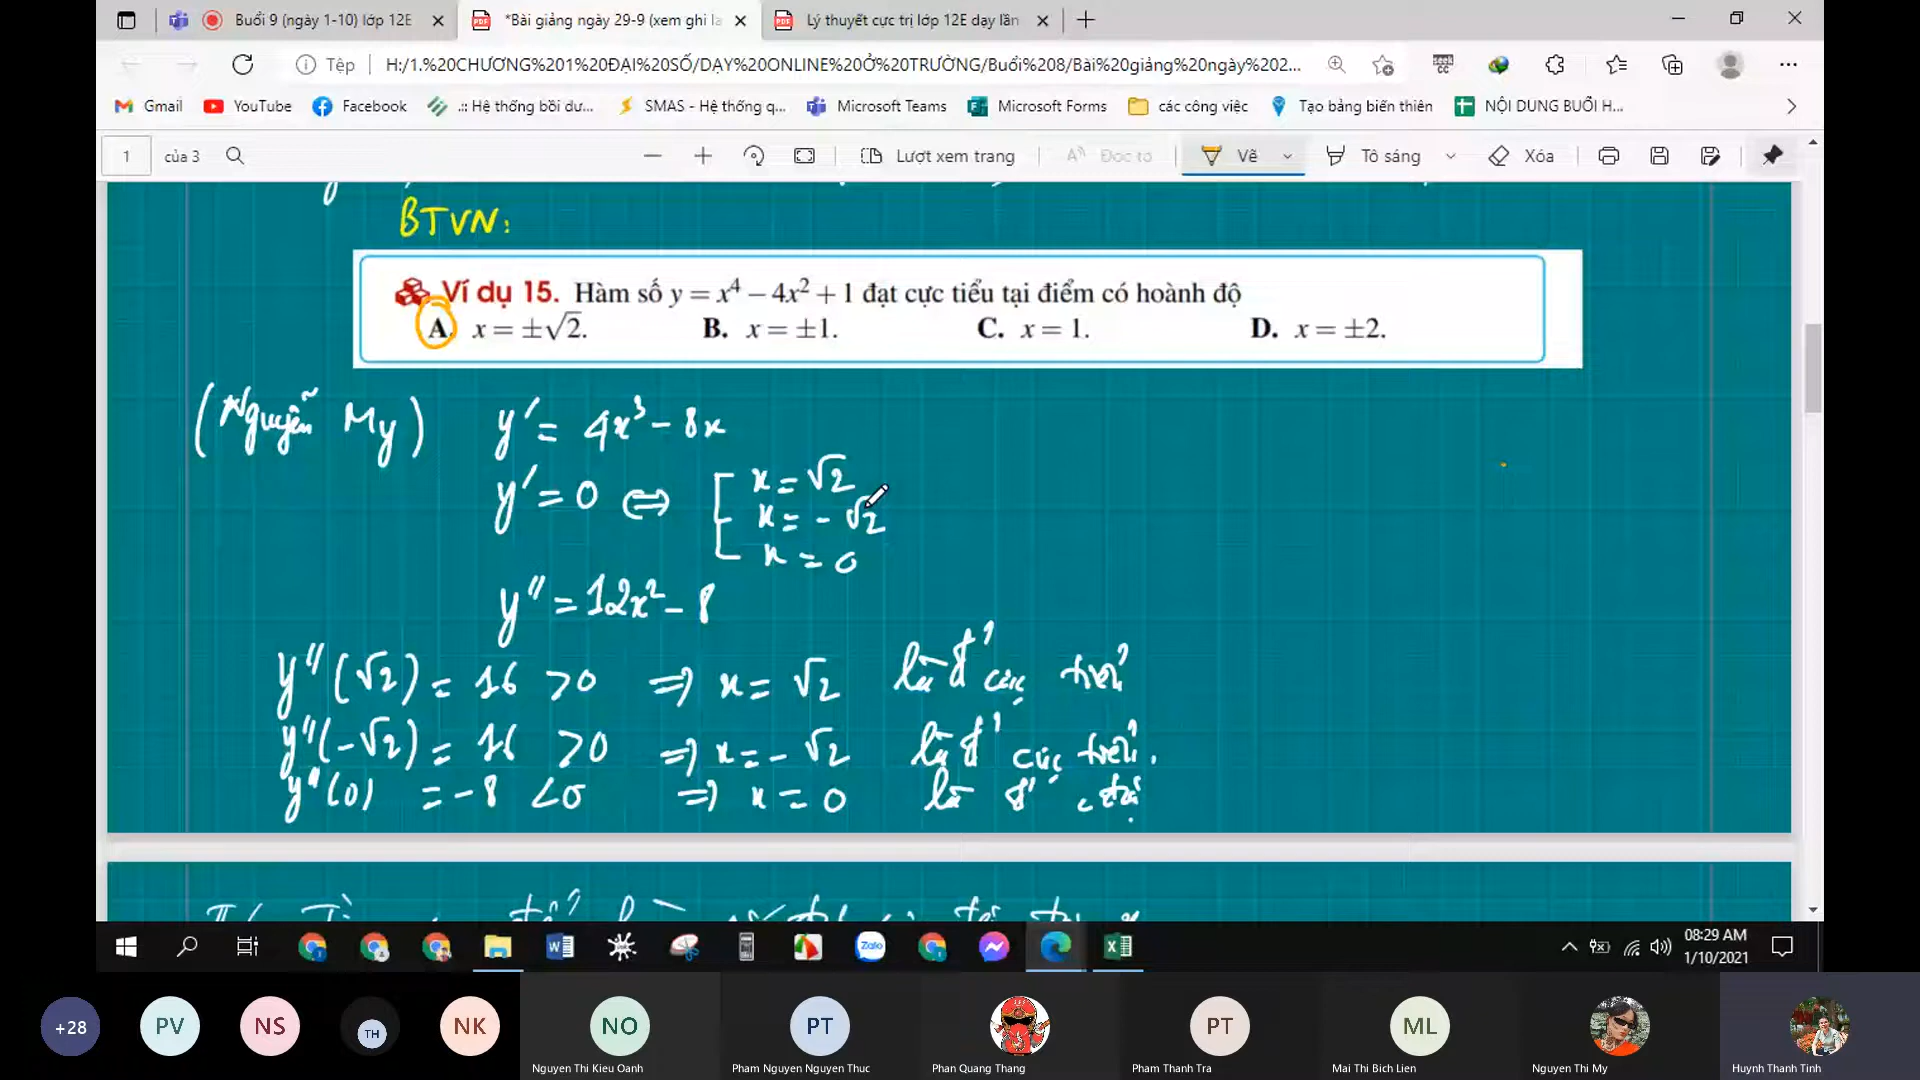 Buổi 9 (ngày 1-10) lớp 12E
*Bài giảng ngày 29-9 (xem ghi lạ
Lý thuyết cực trị lớp 12E dạy lần
Tệp
H:/1.%20CHƯƠNG%201%20ĐẠI%20SỐ/DẠY%20ONLINE%20Ở%20TRƯỜNG/Buổi%208/Bài%20giảng%20ngày%202...
Gmail
YouTube
Facebook
.:: Hệ thống bồi dư...
SMAS - Hệ thống q...
Microsoft Teams
Microsoft Forms
các công việc
Tạo bảng biến thiên
NỘI DUNG BUỔI H...
1
của 3
Lượt xem trang
Đọc to
Vẽ
Tô sáng
Xóa
BTVN:
Ví dụ 15. Hàm số y = x⁴ − 4x² + 1 đạt cực tiểu tại điểm có hoành độ
A. x = ±√2. B. x = ±1. C. x = 1. D. x = ±2.
(Nguyễn My) y' = 4x³ − 8x
y' = 0 ⇔ [ x = √2
x = − √2
x = 0
y'' = 12x² − 8
y''(√2) = 16 > 0 ⇒ x = √2 là đ' cực tiểu
y''(−√2) = 16 > 0 ⇒ x = − √2 là đ' cực tiểu.
y''(0) = −8 < 0 ⇒ x = 0 là đ' c đại
Zalo
08:29 AM
1/10/2021
+28
PV
NS
TH
NK
NO
PT
PT
ML
Nguyen Thi Kieu Oanh
Pham Nguyen Nguyen Thuc
Phan Quang Thang
Pham Thanh Tra
Mai Thi Bich Lien
Nguyen Thi My
Huynh Thanh Tinh